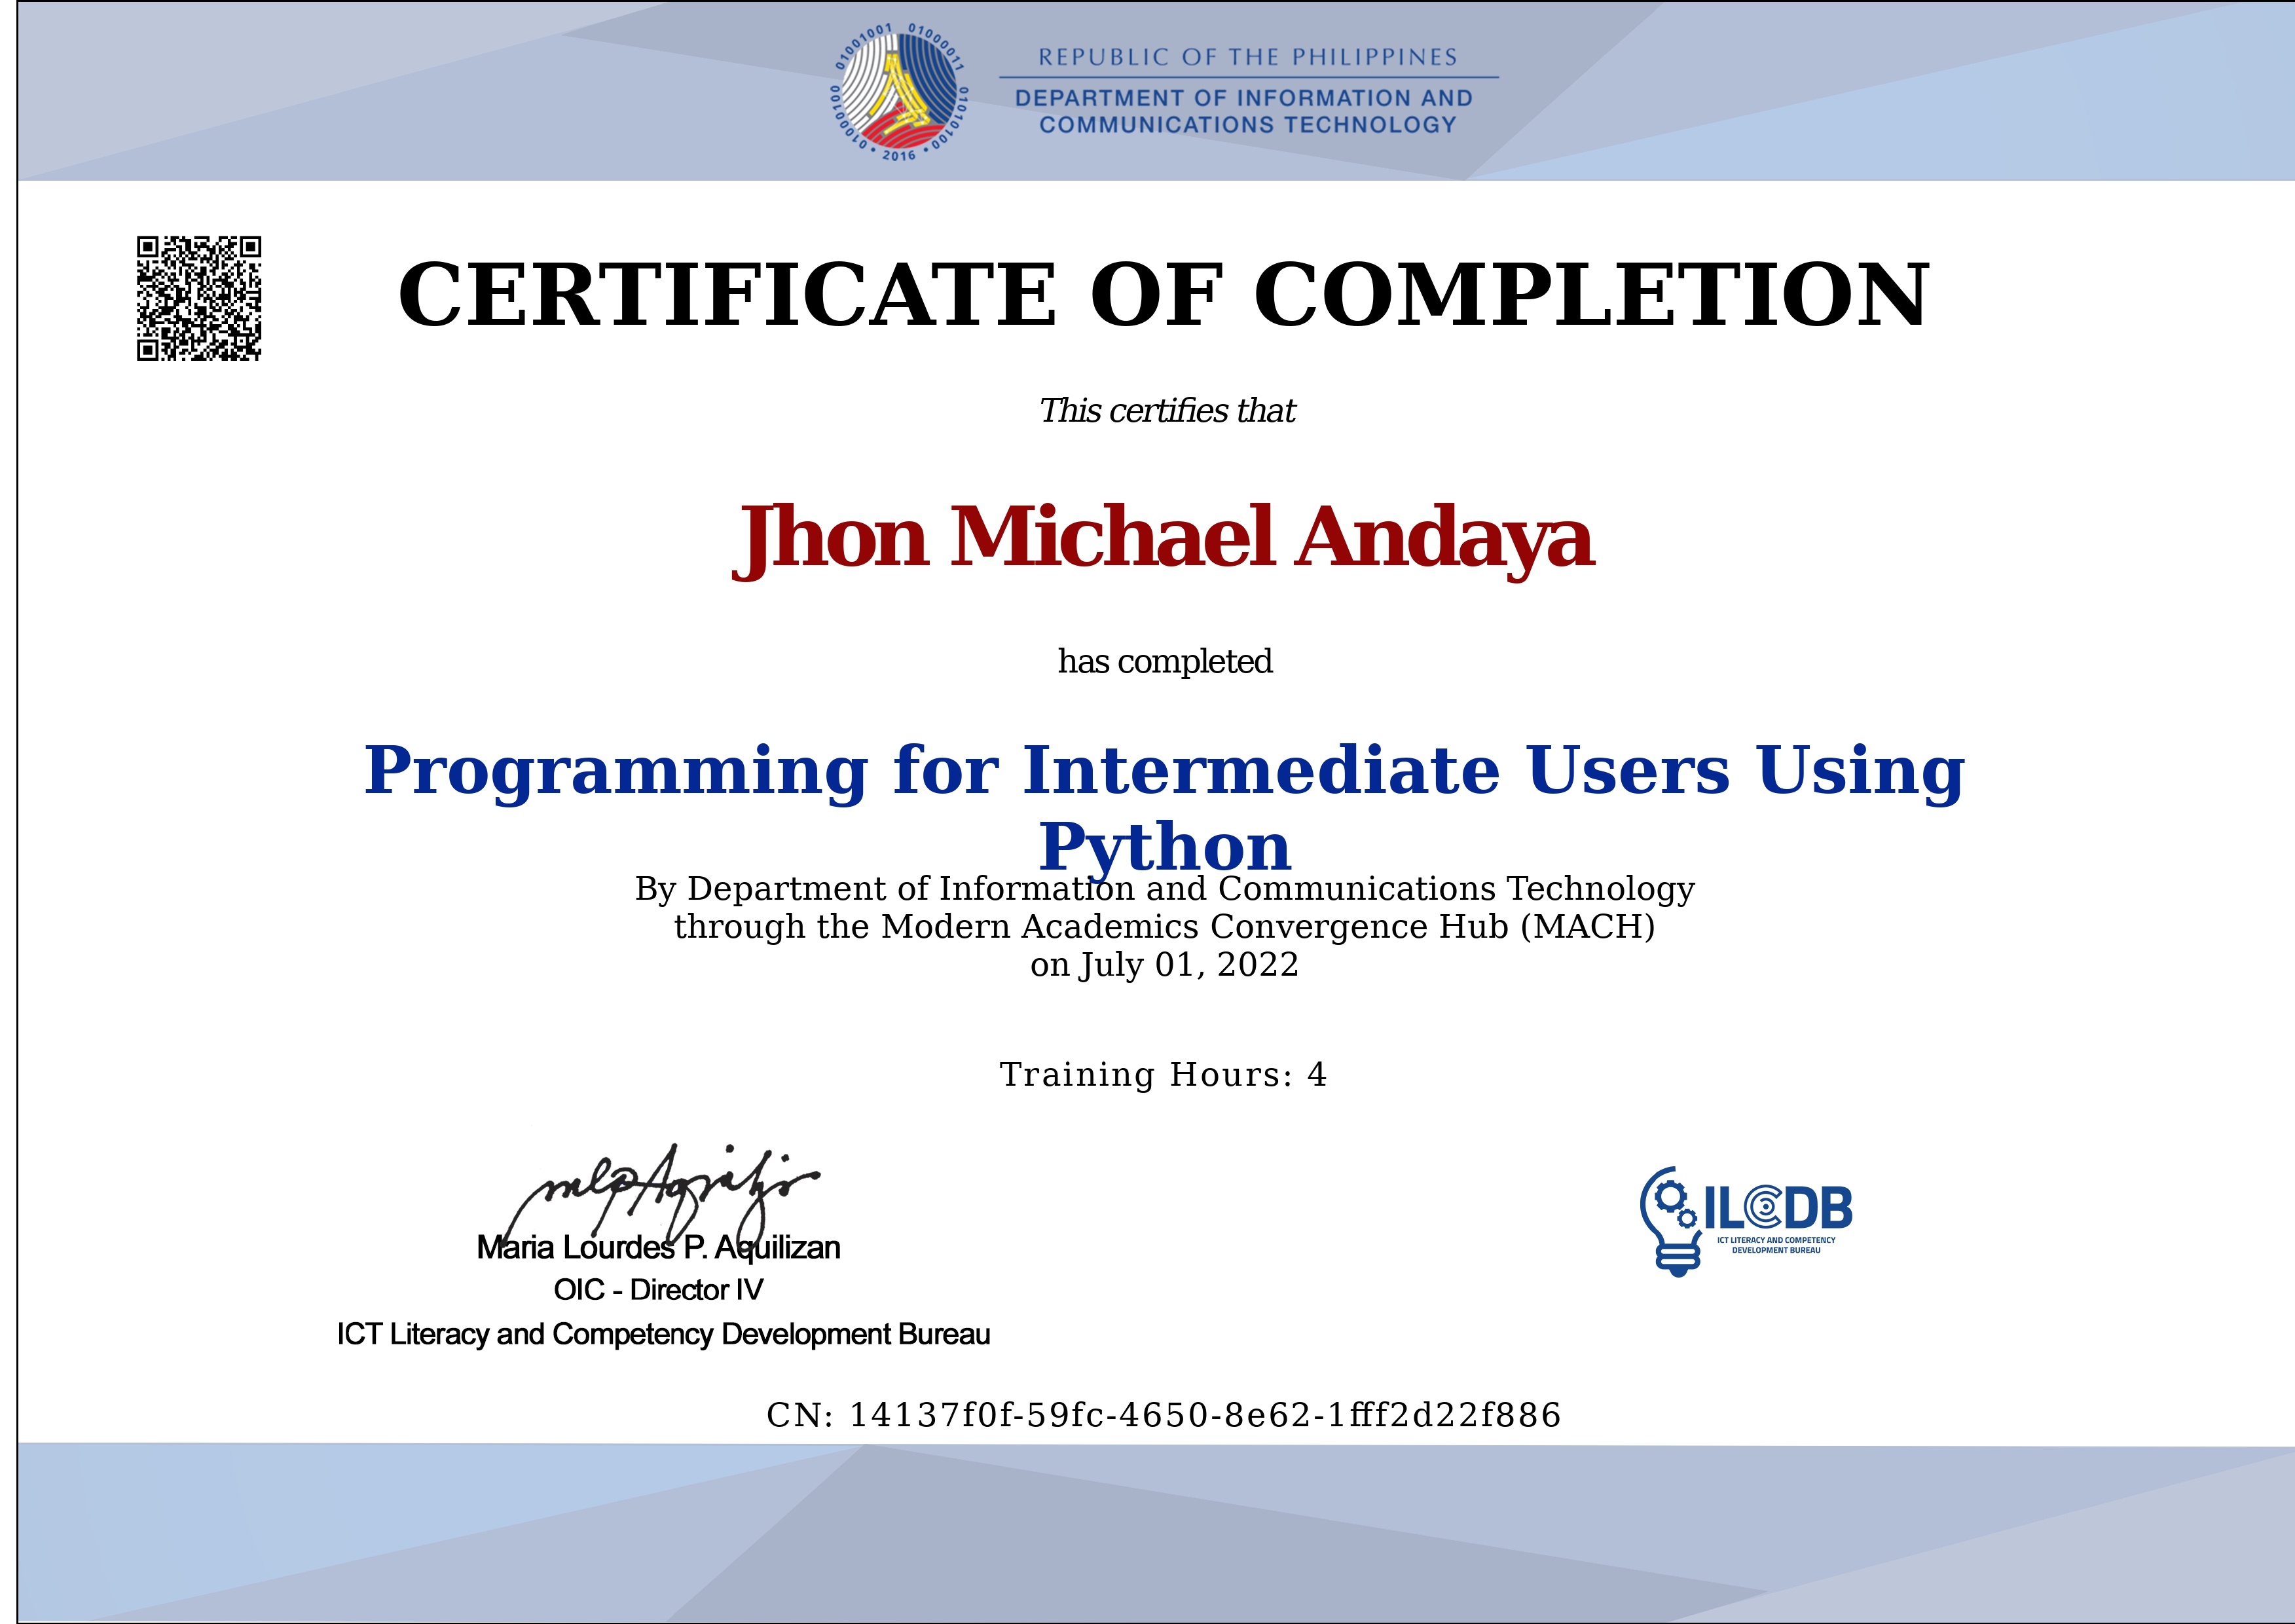 01001001 01000011 01010100 • 2016 • 01000100
REPUBLIC OF THE PHILIPPINES
DEPARTMENT OF INFORMATION AND
COMMUNICATIONS TECHNOLOGY
CERTIFICATE OF COMPLETION
This certifies that
Jhon Michael Andaya
has completed
Programming for Intermediate Users Using
Python
By Department of Information and Communications Technology
through the Modern Academics Convergence Hub (MACH)
on July 01, 2022
Training Hours: 4
Maria Lourdes P. Aquilizan
OIC - Director IV
ICT Literacy and Competency Development Bureau
ILCDB
ICT LITERACY AND COMPETENCY
DEVELOPMENT BUREAU
CN: 14137f0f-59fc-4650-8e62-1fff2d22f886